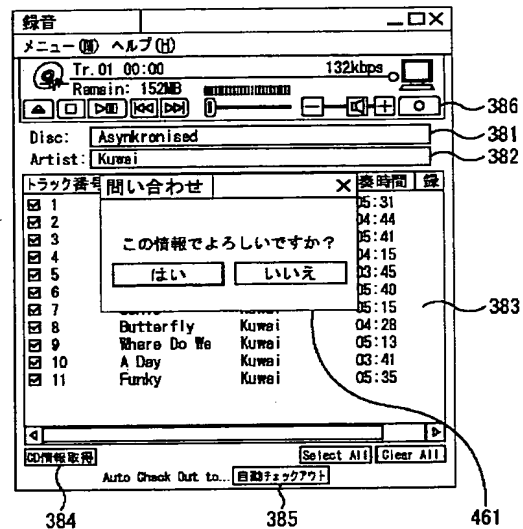 録音
メニュー(M) ヘルプ(H)
Tr.01 00:00 132kbps
Remain: 152MB
386
Disc: Asynkronised 381
Artist: Kuwei 382
トラック番号 奏時間 録
問い合わせ ×
この情報でよろしいですか?
はい いいえ
1 05:31
2 04:44
3 05:41
4 04:15
5 03:45
6 05:40
7 05:15
8 Butterfly Kuwei 04:28
9 Where Do We Kuwei 05:13
10 A Day Kuwei 03:41
11 Funky Kuwei 05:35
383
CD情報取得 Select All Clear All
Auto Check Out to... 自動チェックアウト
384 385 461